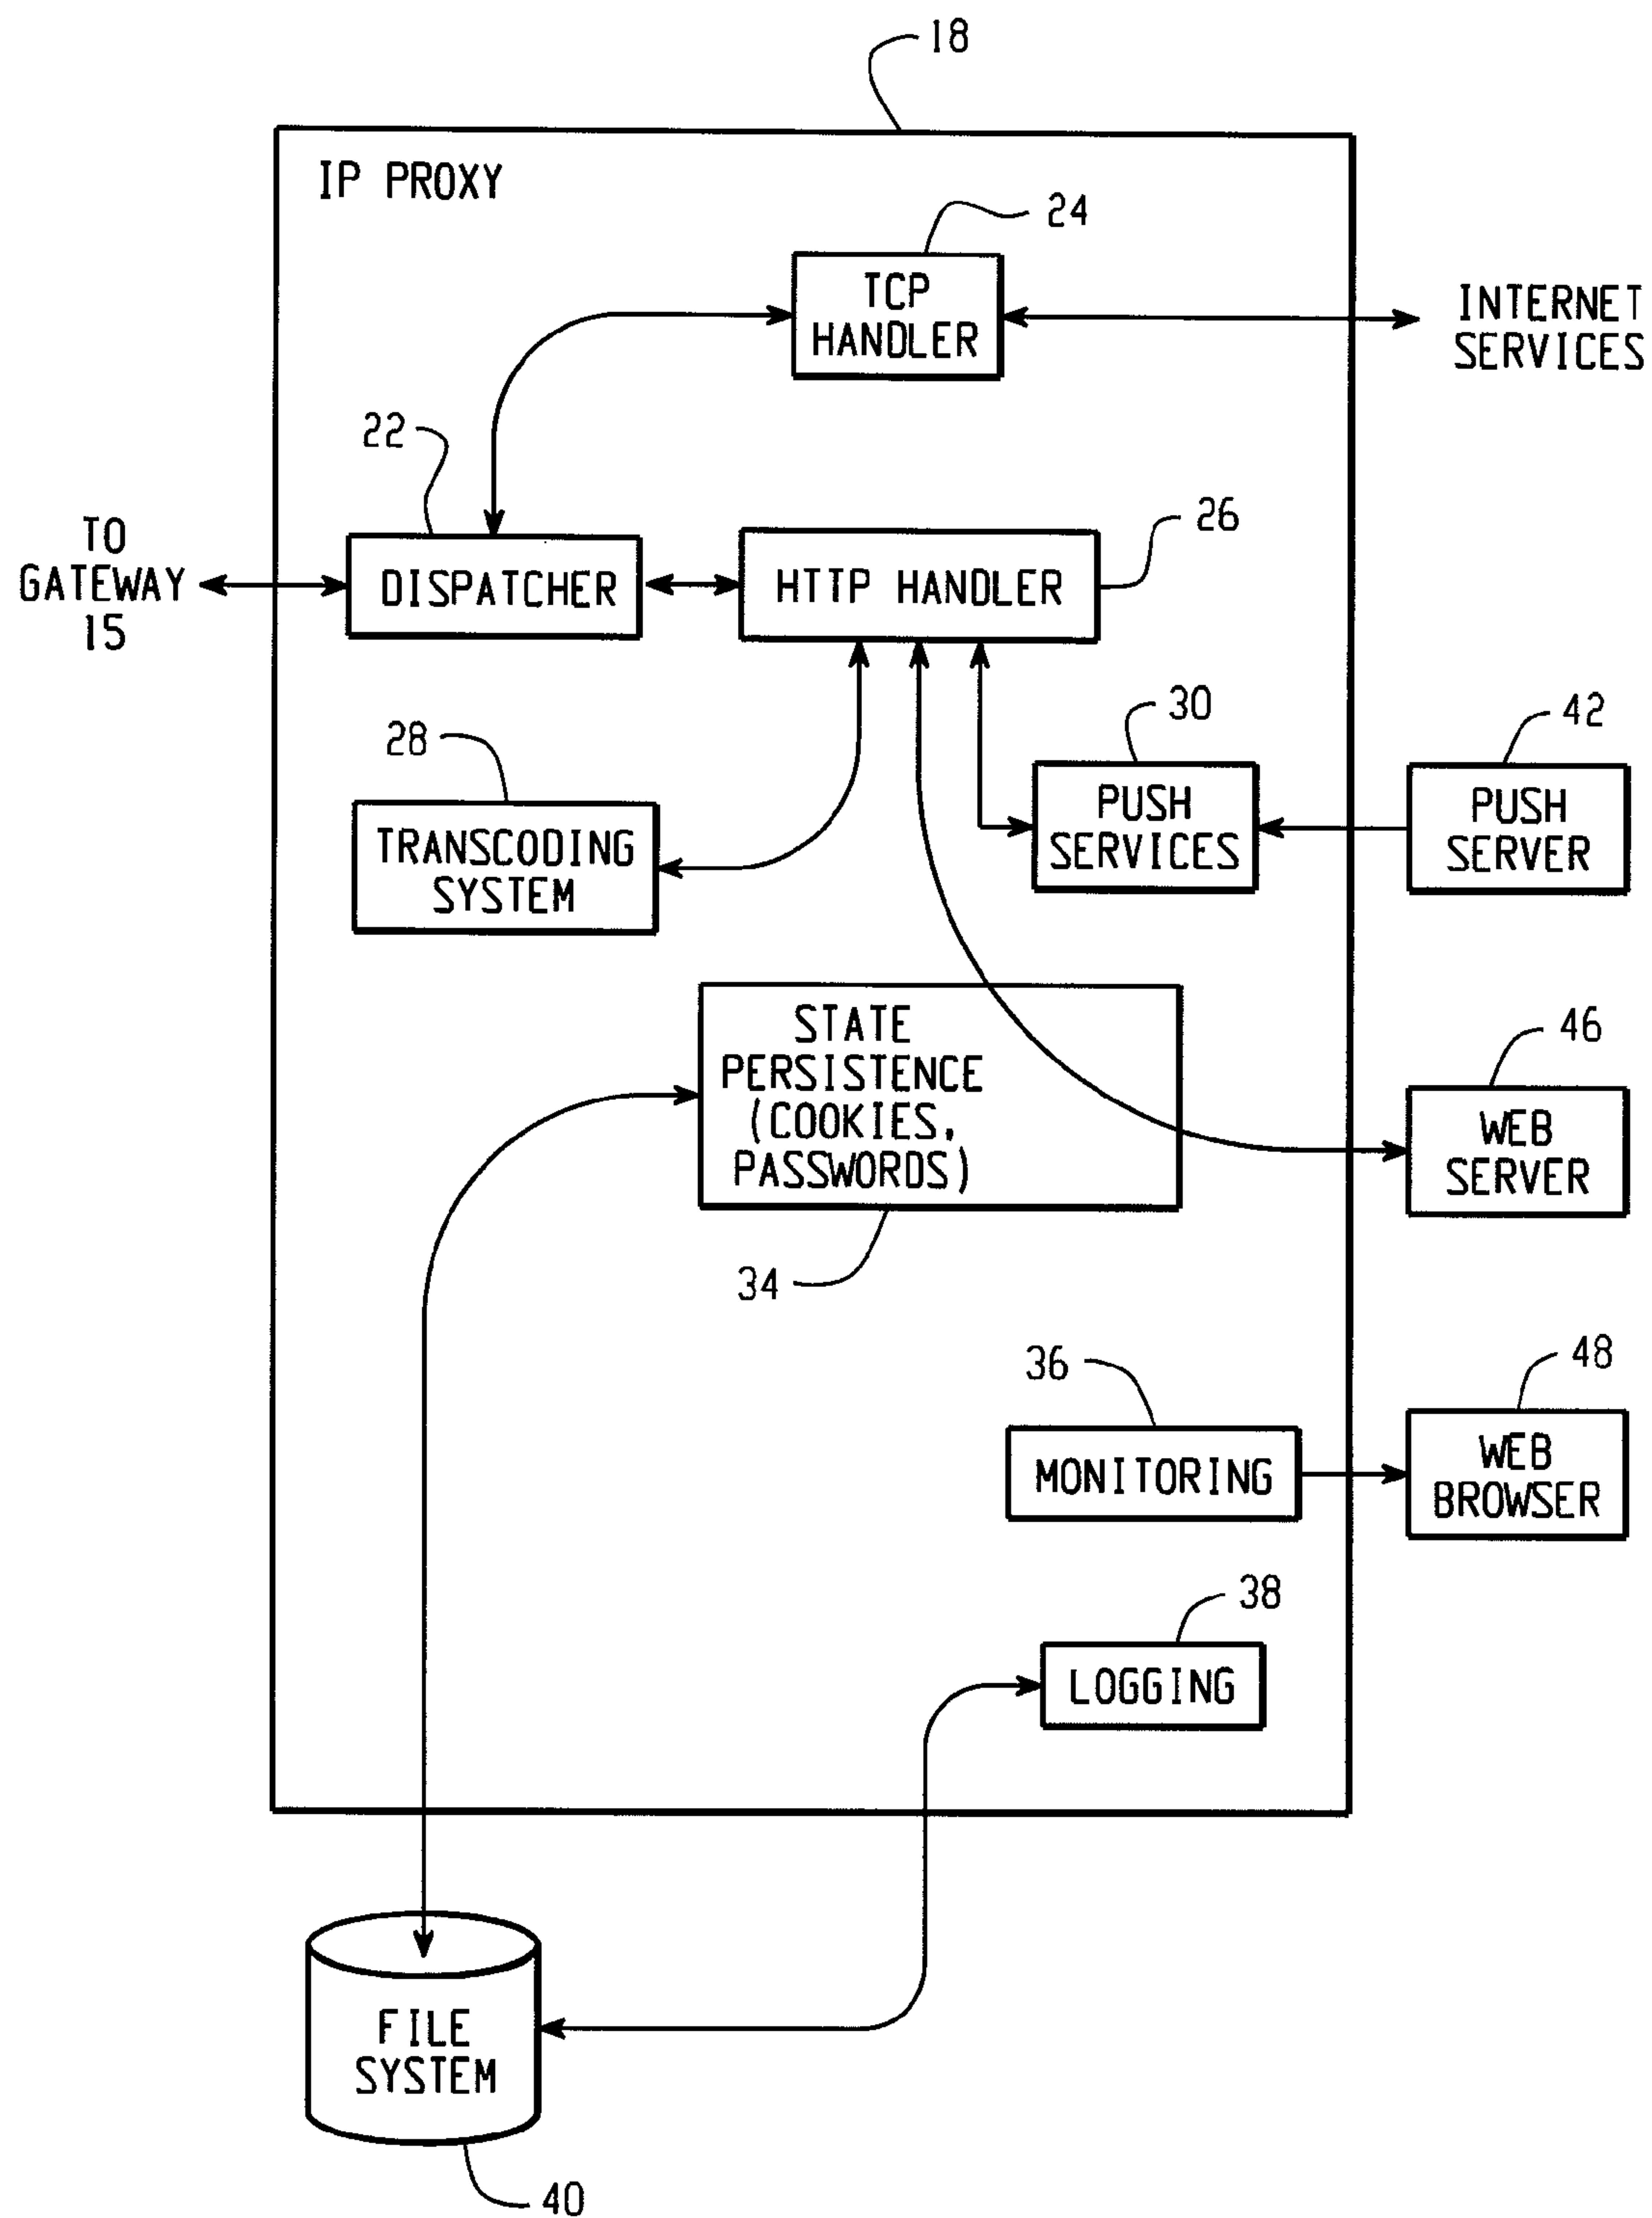 18
IP PROXY
24
TCP
HANDLER
INTERNET
SERVICES
22
TO
GATEWAY
15
DISPATCHER
26
HTTP HANDLER
28
TRANSCODING
SYSTEM
30
PUSH
SERVICES
42
PUSH
SERVER
STATE
PERSISTENCE
(COOKIES,
PASSWORDS)
34
46
WEB
SERVER
36
MONITORING
48
WEB
BROWSER
38
LOGGING
FILE
SYSTEM
40